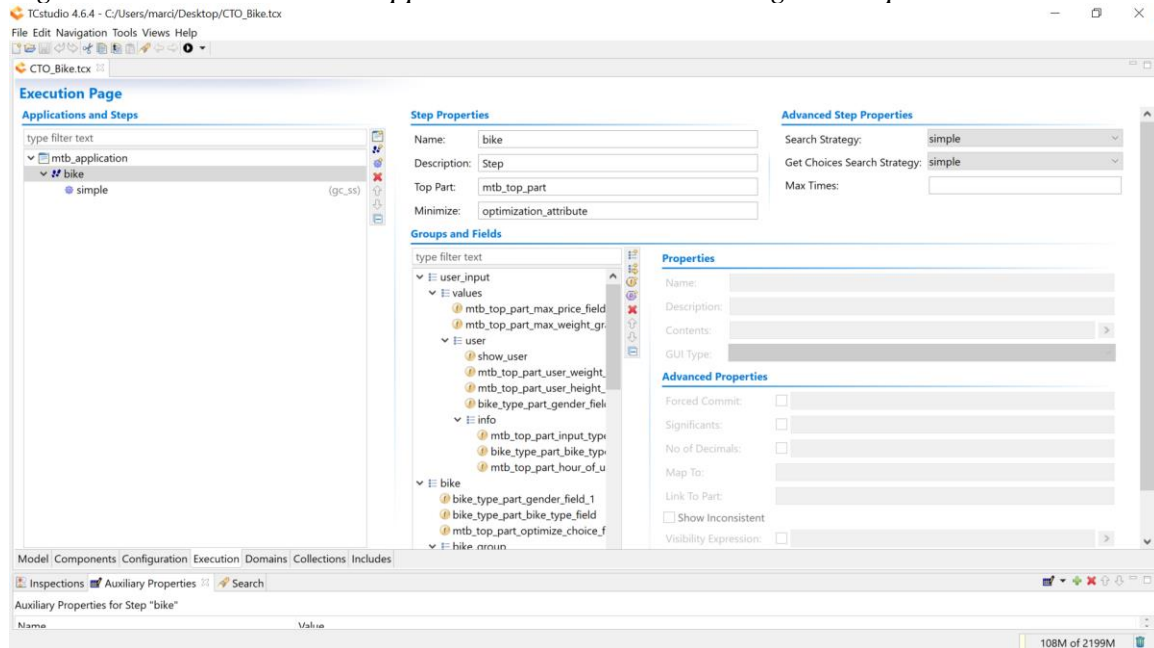 TCstudio 4.6.4 - C:/Users/marci/Desktop/CTO_Bike.tcx
File Edit Navigation Tools Views Help
CTO_Bike.tcx
Execution Page
Applications and Steps
type filter text
mtb_application
bike
simple (gc_ss)
Step Properties
Name: bike
Description: Step
Top Part: mtb_top_part
Minimize: optimization_attribute
Advanced Step Properties
Search Strategy: simple
Get Choices Search Strategy: simple
Max Times:
Groups and Fields
type filter text
user_input
values
mtb_top_part_max_price_field
mtb_top_part_max_weight_gr
user
show_user
mtb_top_part_user_weight_
mtb_top_part_user_height_
bike_type_part_gender_fiel
info
mtb_top_part_input_typ
bike_type_part_bike_typ
mtb_top_part_hour_of_u
bike
bike_type_part_gender_field_1
bike_type_part_bike_type_field
mtb_top_part_optimize_choice_f
bike_group
Properties
Name:
Description:
Contents:
GUI Type:
Advanced Properties
Forced Commit:
Significants:
No of Decimals:
Map To:
Link To Part:
Show Inconsistent
Visibility Expression:
Model Components Configuration Execution Domains Collections Includes
Inspections Auxiliary Properties Search
Auxiliary Properties for Step "bike"
Name Value
108M of 2199M